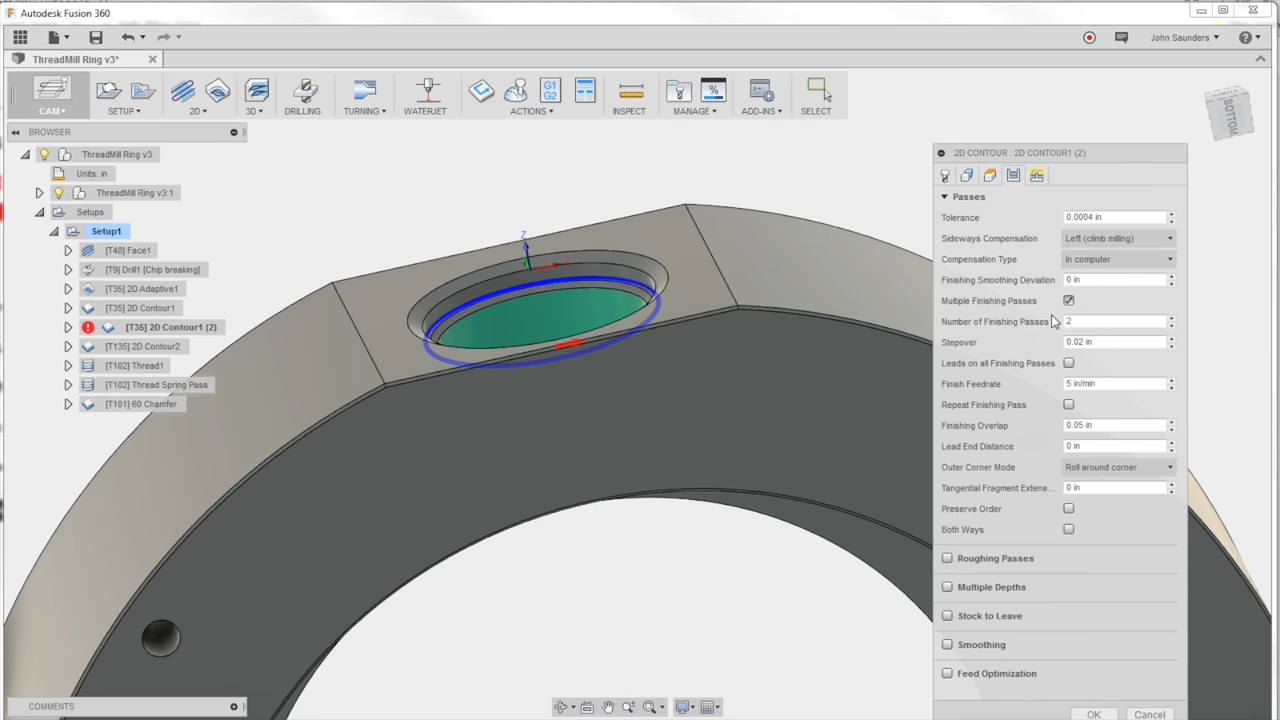 Autodesk Fusion 360
John Saunders
ThreadMill Ring v3*
CAM
SETUP
2D
3D
DRILLING
TURNING
WATERJET
G1
G2
ACTIONS
INSPECT
%
MANAGE
ADD-INS
SELECT
BROWSER
BOTTOM
ThreadMill Ring v3
Units: in
ThreadMill Ring v3:1
Setups
Setup1
[T48] Face1
[T9] Drill1 [Chip breaking]
[T35] 2D Adaptive1
[T35] 2D Contour1
[T35] 2D Contour1 (2)
[T135] 2D Contour2
[T102] Thread1
[T102] Thread Spring Pass
[T101] 60 Chamfer
Z
2D CONTOUR : 2D CONTOUR1 (2)
Passes
Tolerance 0.0004 in
Sideways Compensation Left (climb milling)
Compensation Type In computer
Finishing Smoothing Deviation 0 in
Multiple Finishing Passes
Number of Finishing Passes 2
Stepover 0.02 in
Leads on all Finishing Passes
Finish Feedrate 5 in/min
Repeat Finishing Pass
Finishing Overlap 0.05 in
Lead End Distance 0 in
Outer Corner Mode Roll around corner
Tangential Fragment Extens... 0 in
Preserve Order
Both Ways
Roughing Passes
Multiple Depths
Stock to Leave
Smoothing
Feed Optimization
OK Cancel
COMMENTS